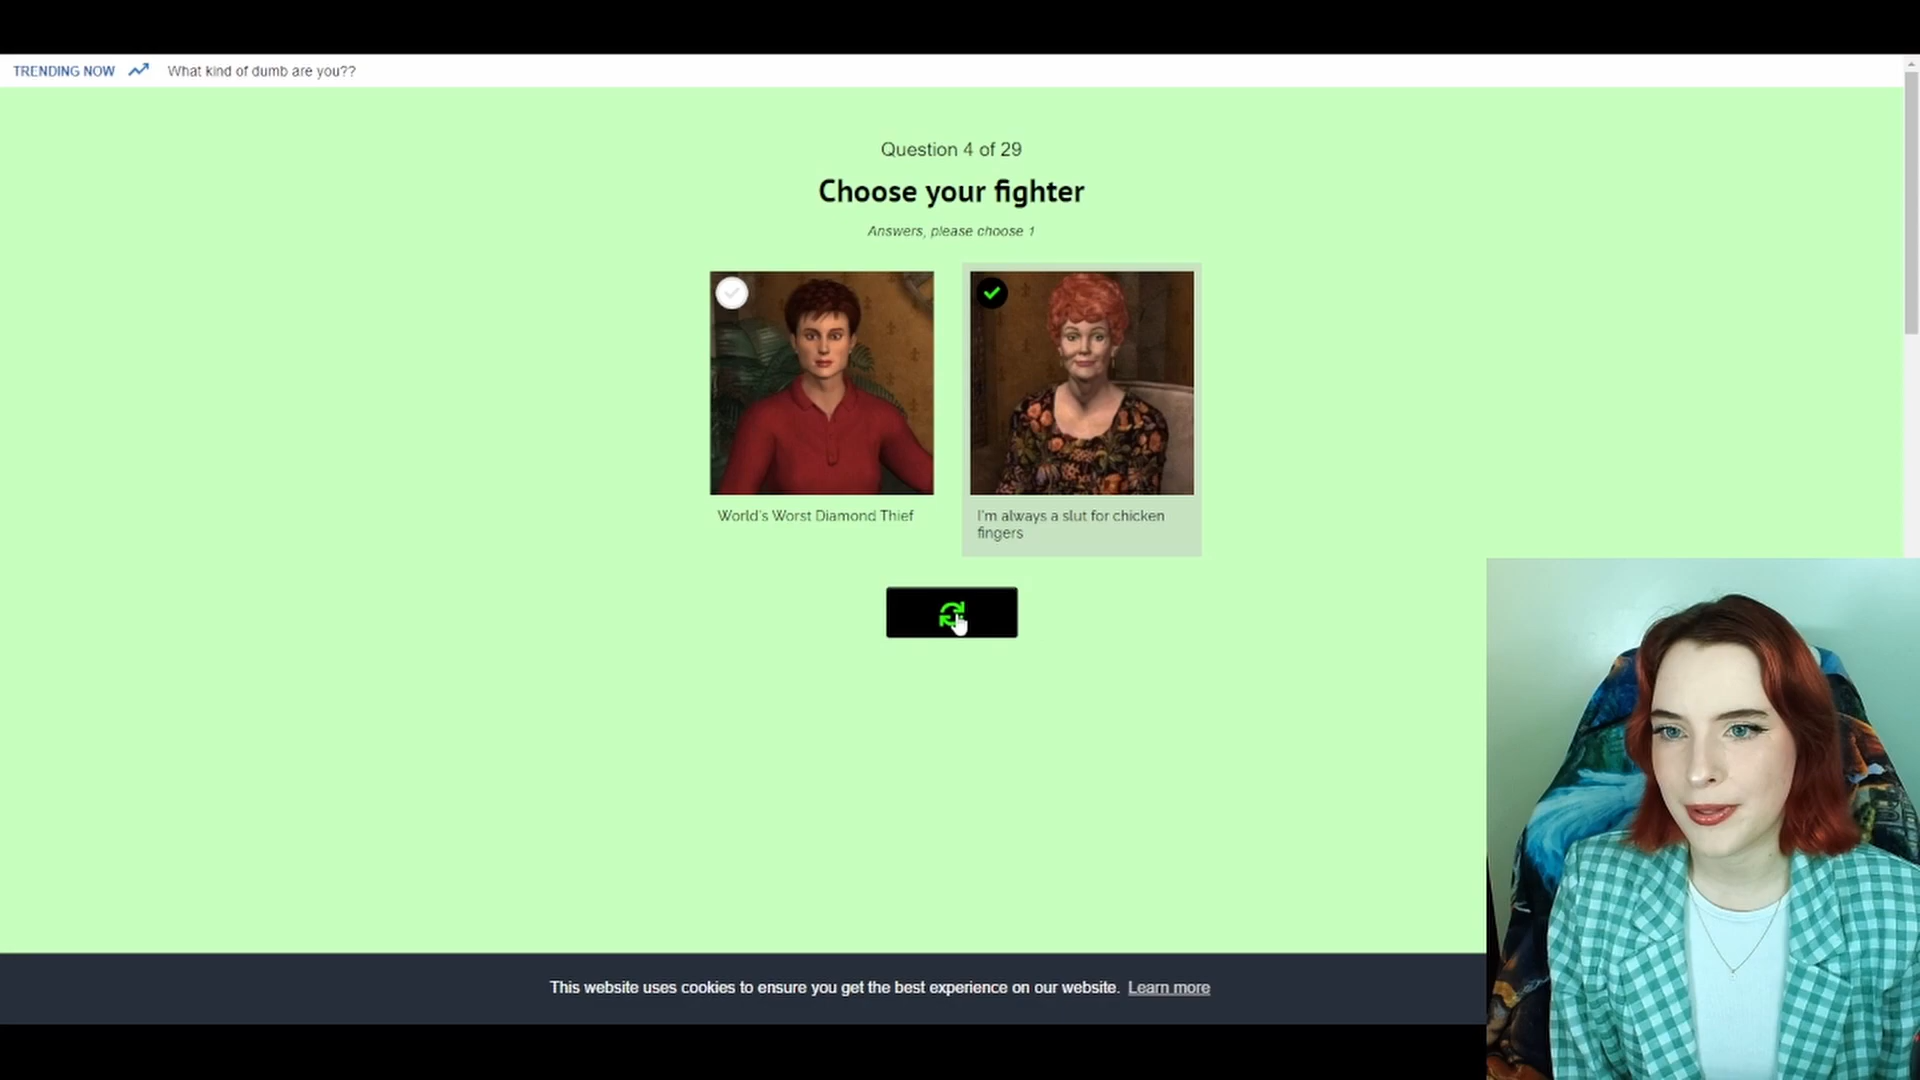 TRENDING NOW What kind of dumb are you??
Question 4 of 29
Choose your fighter
Answers, please choose 1
World's Worst Diamond Thief
I'm always a slut for chicken
fingers
This website uses cookies to ensure you get the best experience on our website. Learn more